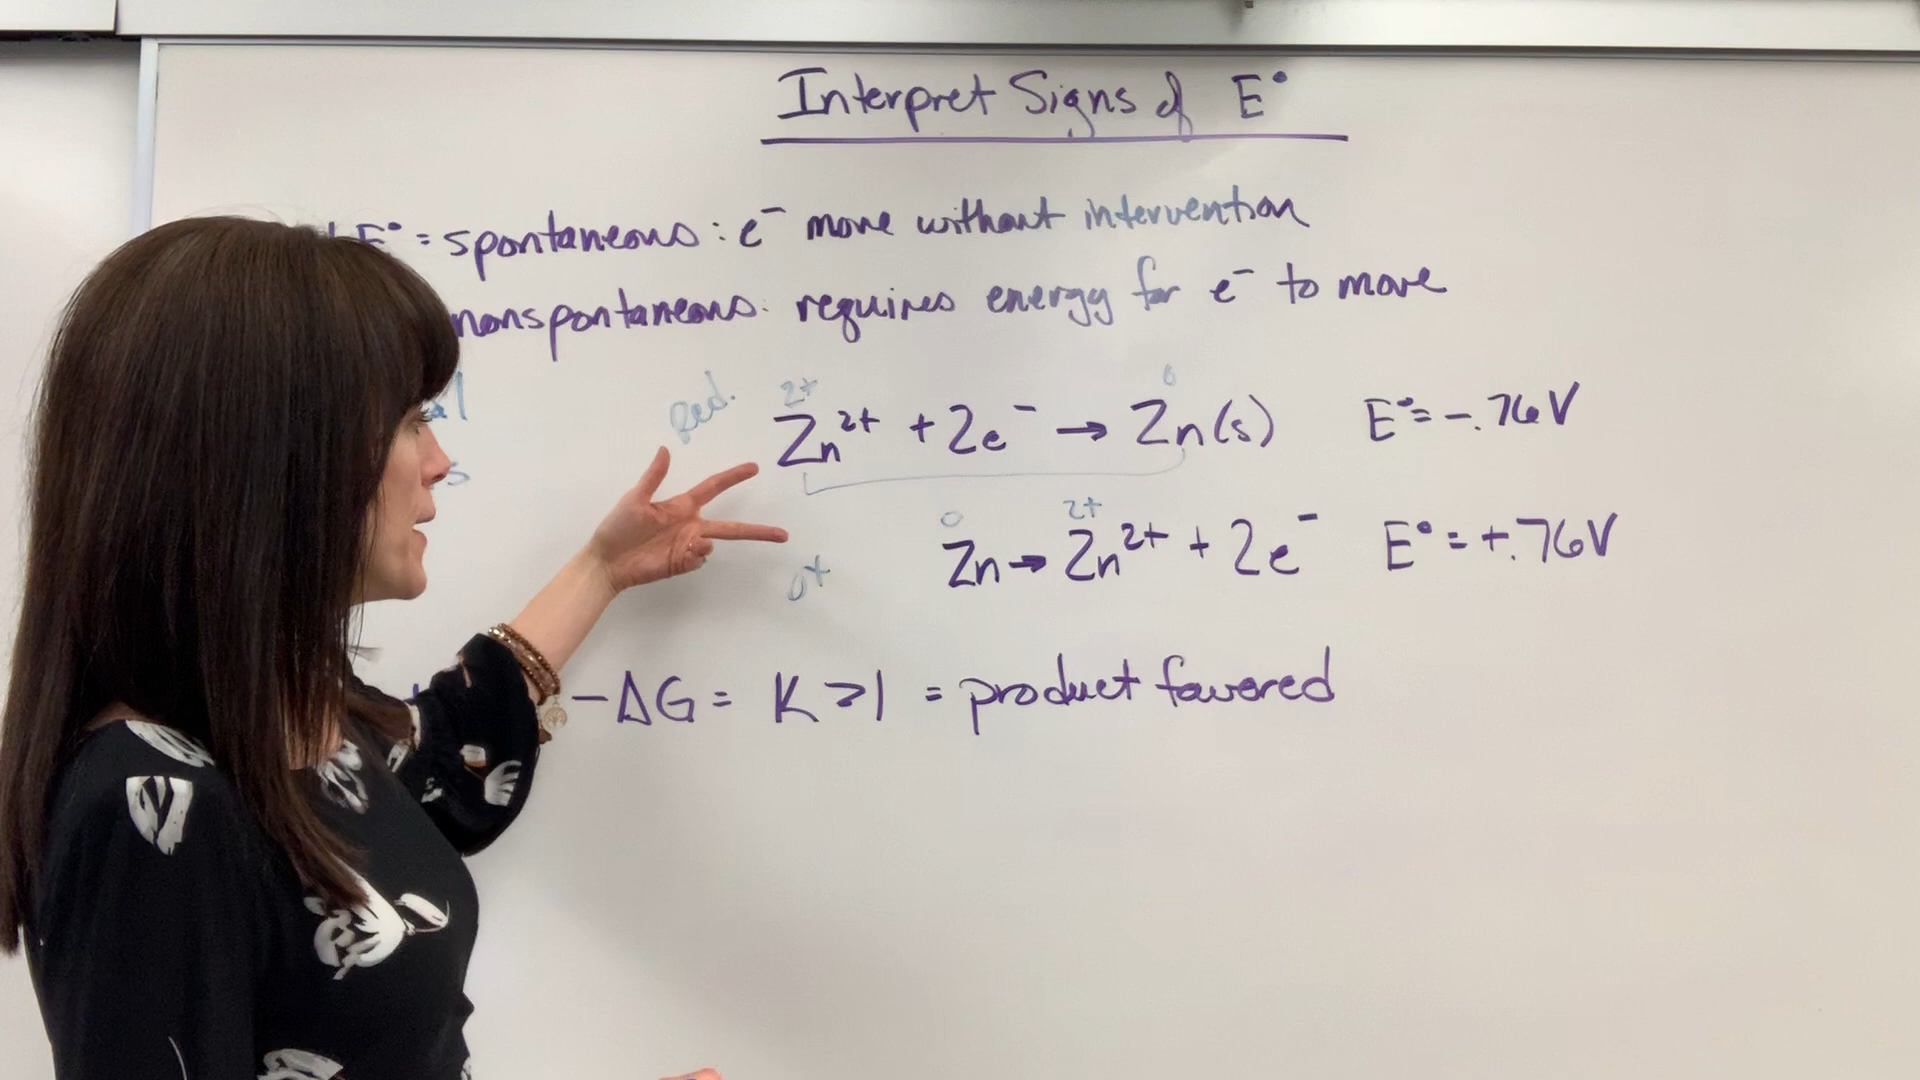 Interpret Signs of E°
E° = spontaneous: e⁻ move without intervention
nonspontaneous: requires energy for e⁻ to move
Red. 2+ 0
Zn²⁺ + 2e⁻ → Zn(s) E° = -.76V
0 2+
ox Zn → Zn²⁺ + 2e⁻ E° = +.76V
-ΔG = K>1 = product favored